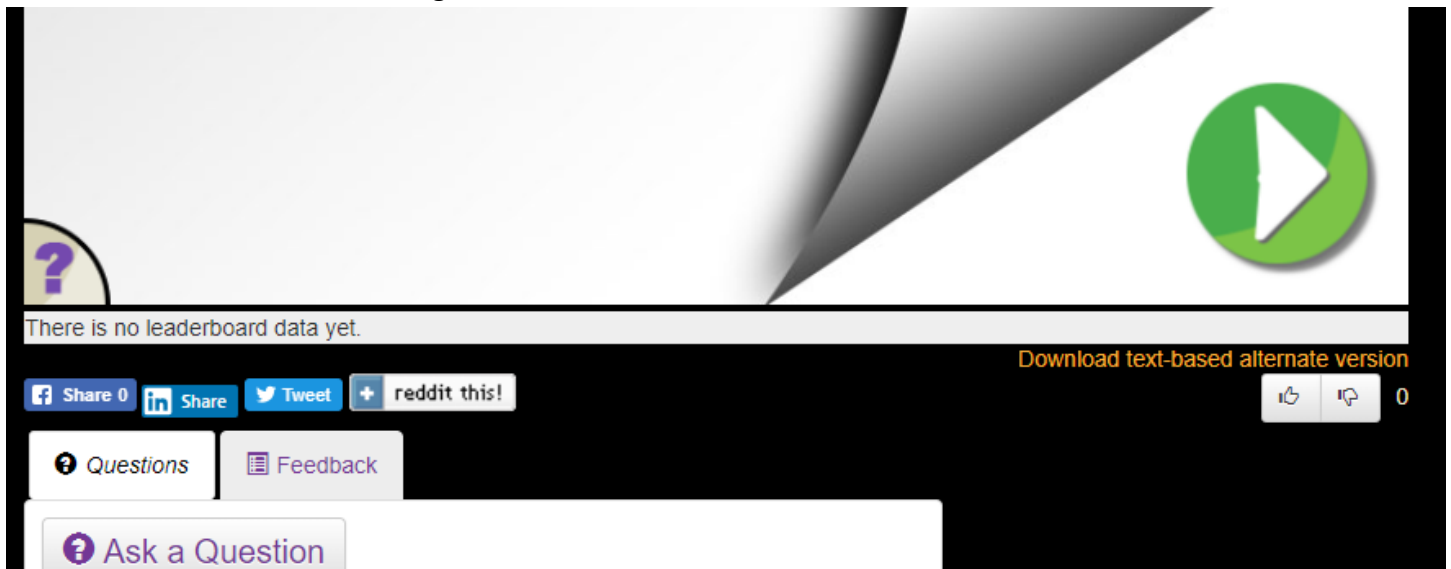 ?
There is no leaderboard data yet.
Download text-based alternate version
Share 0 in Share Tweet + reddit this! 0
Questions Feedback
Ask a Question